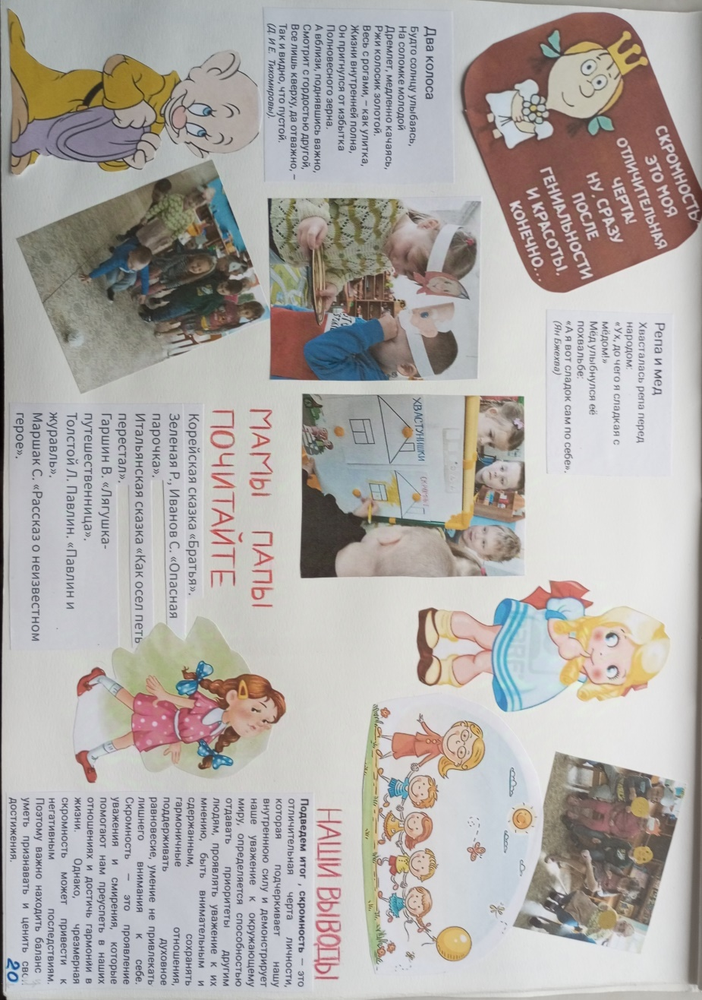 СКРОМНОСТЬ
ЭТО МОЯ
ОТЛИЧИТЕЛЬНАЯ
ЧЕРТА!
НУ, СРАЗУ
ПОСЛЕ
ГЕНИАЛЬНОСТИ
И КРАСОТЫ,
КОНЕЧНО...
Два колоса
Будто солнцу улыбаясь,
На соломке молодой
Дремлет, медленно качаясь,
Ржи колосик золотой.
Весь с рогами, – как улитка,
Жизни внутренней полна,
Он пригнулся от избытка
Полновесного зерна.
А вблизи, поднявшись важно,
Смотрит с гордостью другой,
Все лишь кверху, да отважно, –
Так и видно, что пустой.
(Д. И Е. Тихомировы).
Репа и мед
Хвасталась репа перед
народом:
«Ух, до чего я сладкая с
мёдом!»
Мёд улыбнулся её
похвальбе:
«А я вот сладок сам по себе».
(Ян Бжехва)
ХВАСТУНИШКИ
МАМЫ ПАПЫ
ПОЧИТАЙТЕ
Корейская сказка «Братья».
Зеленая Р., Иванов С. «Опасная
парочка».
Итальянская сказка «Как осел петь
перестал».
Гаршин В. «Лягушка-
путешественница».
Толстой Л. Павлин. «Павлин и
журавль».
Маршак С. «Рассказ о неизвестном
герое».
НАШИ ВЫВОДЫ
Подведем итог , скромность – это
отличительная черта личности,
которая подчеркивает нашу
внутреннюю силу и демонстрирует
наше уважение к окружающему
миру, определяется способностью
отдавать приоритеты другим
людям, проявлять уважение к их
мнению, быть внимательным и
сдержанным, сохранять
гармоничные отношения,
поддерживать духовное
равновесие, умение не привлекать
лишнего внимания к себе.
Скромность – это проявление
уважения и смирения, которые
помогают нам преуспеть в наших
отношениях и достичь гармонии в
жизни. Однако, чрезмерная
скромность может привести к
негативным последствиям.
Поэтому важно находить баланс и
уметь признавать и ценить свои
достижения.
20